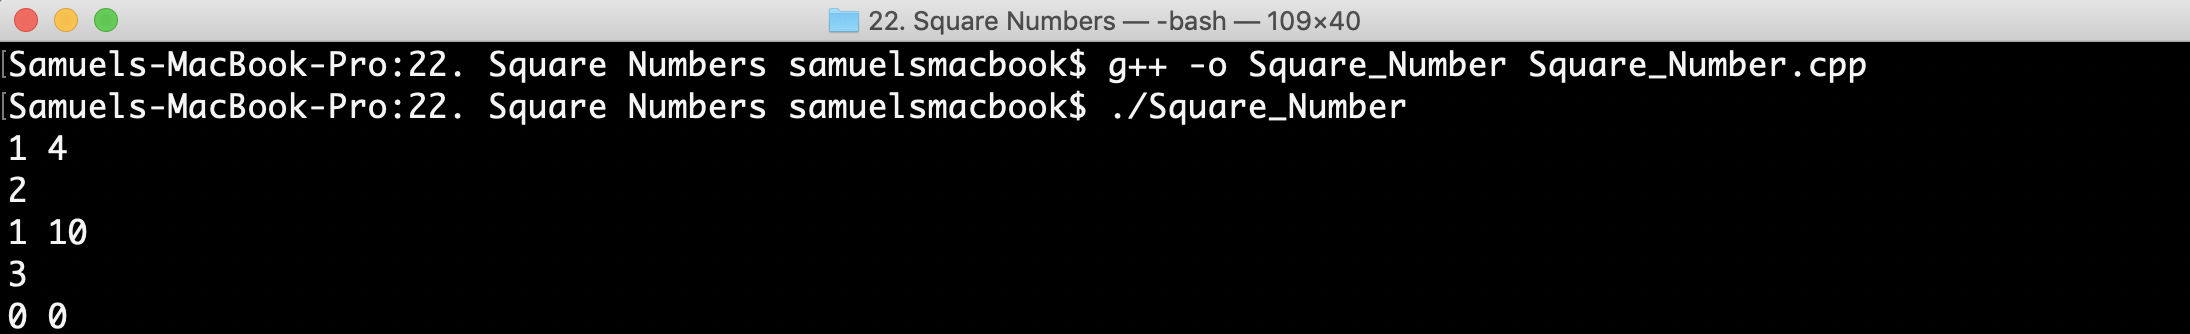 22. Square Numbers — -bash — 109×40
[Samuels-MacBook-Pro:22. Square Numbers samuelsmacbook$ g++ -o Square_Number Square_Number.cpp
[Samuels-MacBook-Pro:22. Square Numbers samuelsmacbook$ ./Square_Number
1 4
2
1 10
3
0 0